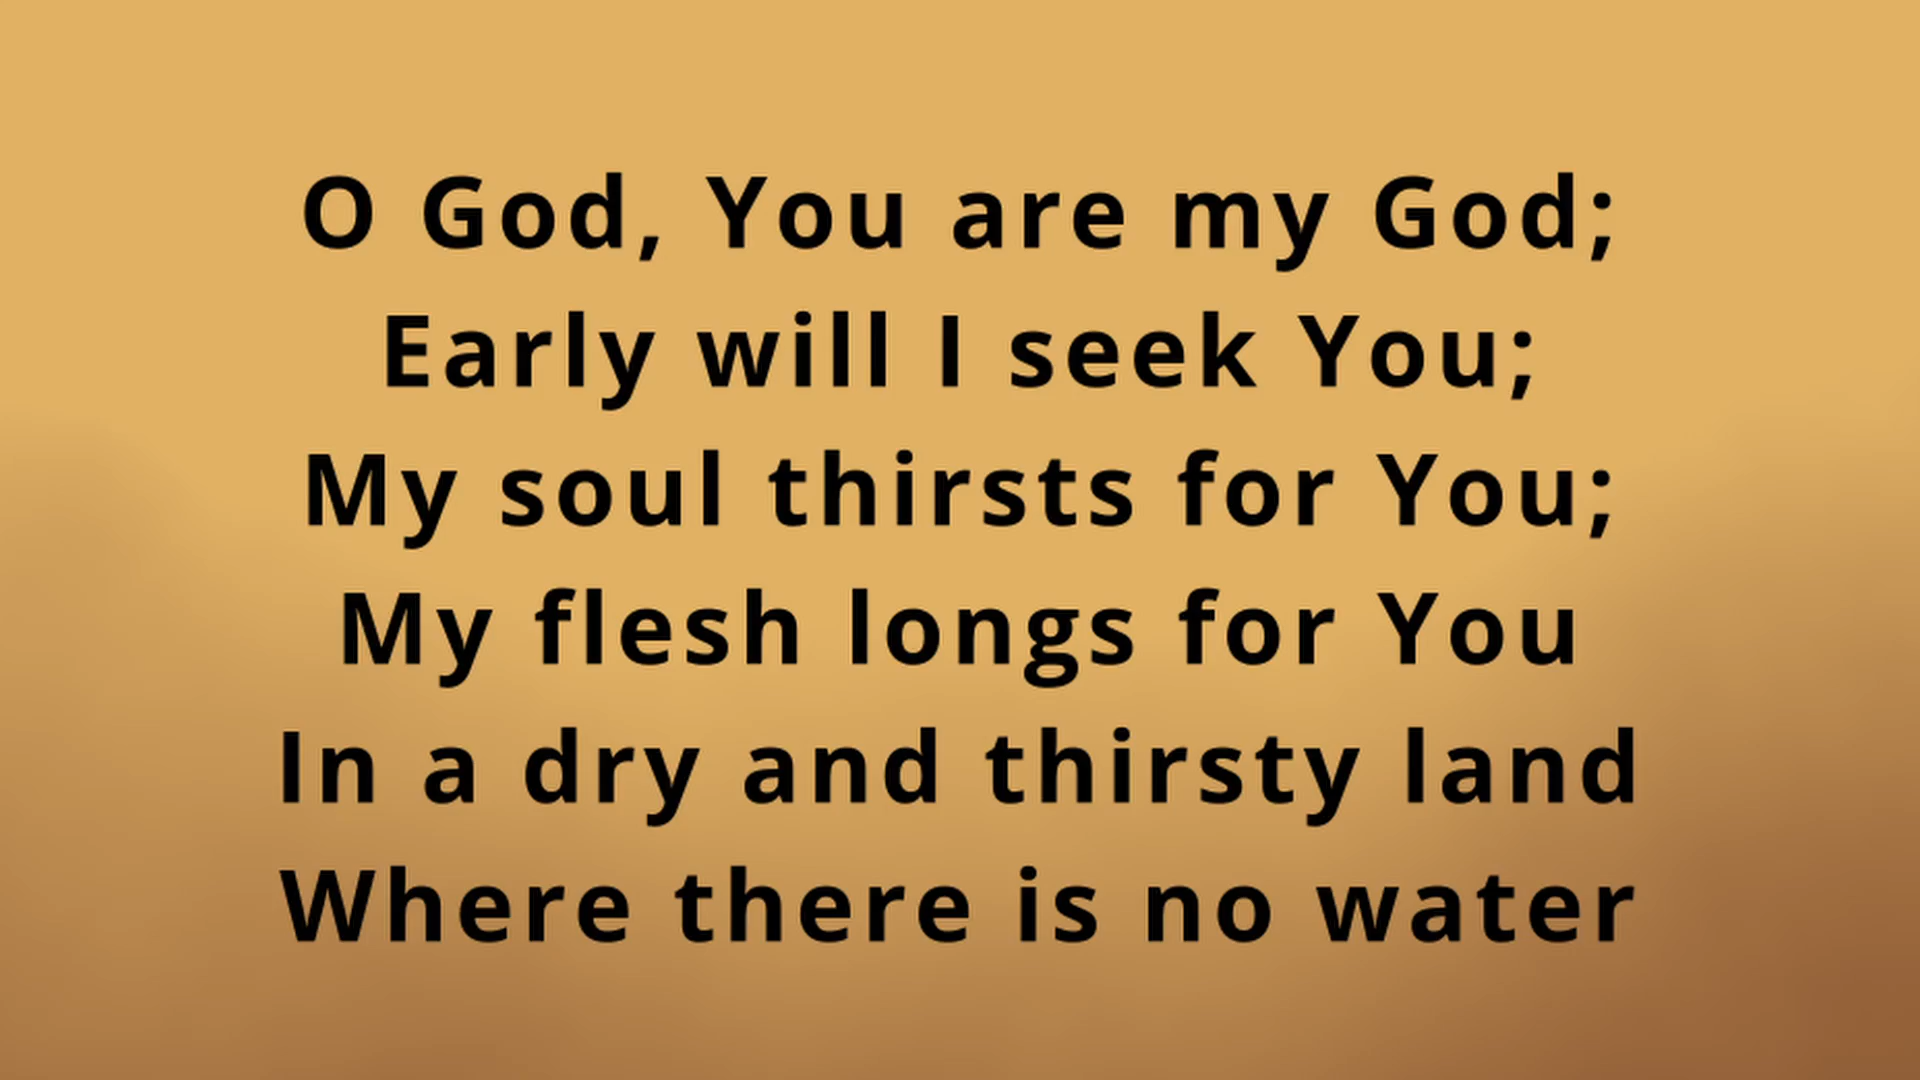 O God, You are my God;
Early will I seek You;
My soul thirsts for You;
My flesh longs for You
In a dry and thirsty land
Where there is no water